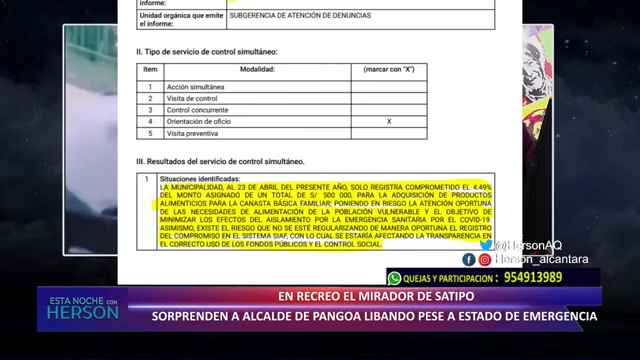 informe:
Unidad orgánica que emite el informe: SUBGERENCIA DE ATENCIÓN DE DENUNCIAS
II. Tipo de servicio de control simultáneo:
Item Modalidad: (marcar con "X")
1 Acción simultánea
2 Visita de control
3 Control concurrente
4 Orientación de oficio X
5 Visita preventiva
III. Resultados del servicio de control simultáneo.
1 Situaciones identificadas:
LA MUNICIPALIDAD, AL 23 DE ABRIL DEL PRESENTE AÑO, SOLO REGISTRA COMPROMETIDO EL 4.49%
DEL MONTO ASIGNADO DE UN TOTAL DE S/ 500 000, PARA LA ADQUISICIÓN DE PRODUCTOS
ALIMENTICIOS PARA LA CANASTA BÁSICA FAMILIAR; PONIENDO EN RIESGO LA ATENCIÓN OPORTUNA
DE LAS NECESIDADES DE ALIMENTACIÓN DE LA POBLACIÓN VULNERABLE Y EL OBJETIVO DE
MINIMIZAR LOS EFECTOS DEL AISLAMIENTO POR LA EMERGENCIA SANITARIA POR EL COVID-19.
ASIMISMO, EXISTE EL RIESGO QUE NO SE ESTÉ REGULARIZANDO DE MANERA OPORTUNA EL REGISTRO
DEL COMPROMISO EN EL SISTEMA SIAF, CON LO CUAL SE ESTARÍA AFECTANDO LA TRANSPARENCIA EN
EL CORRECTO USO DE LOS FONDOS PÚBLICOS Y EL CONTROL SOCIAL.
@HersonAQ
Herson_alcantara
QUEJAS Y PARTICIPACION : 954913989
ESTA NOCHE CON
HERSON
EN RECREO EL MIRADOR DE SATIPO
SORPRENDEN A ALCALDE DE PANGOA LIBANDO PESE A ESTADO DE EMERGENCIA